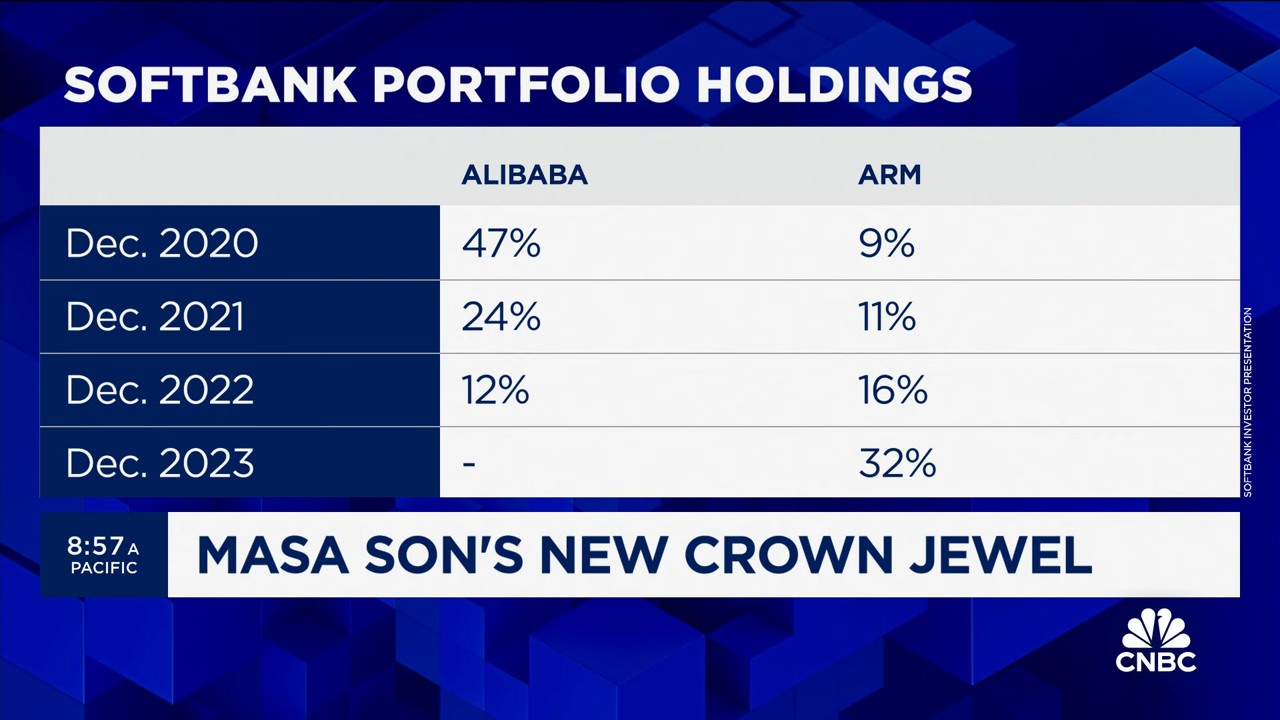 SOFTBANK PORTFOLIO HOLDINGS
ALIBABA ARM
Dec. 2020 47% 9%
Dec. 2021 24% 11%
Dec. 2022 12% 16%
Dec. 2023 - 32%
SOFTBANK INVESTOR PRESENTATION
8:57 A
PACIFIC
MASA SON'S NEW CROWN JEWEL
CNBC